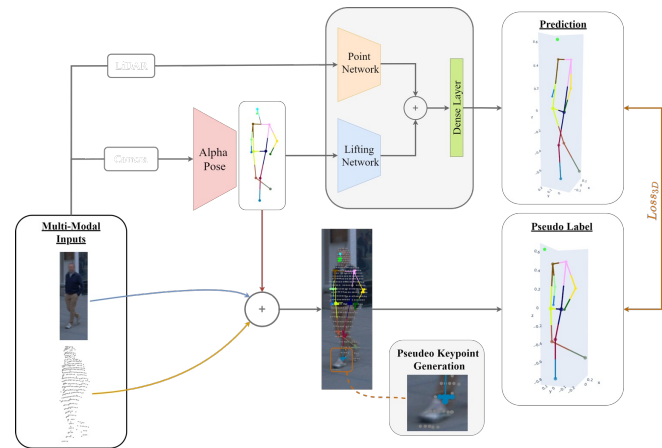 Prediction
LiDAR
Point
Network
+
Dense Layer
Camera
Alpha
Pose
Lifting
Network
Loss3D
Multi-Modal
Inputs
Pseudo Label
+
Pseudeo Keypoint
Generation